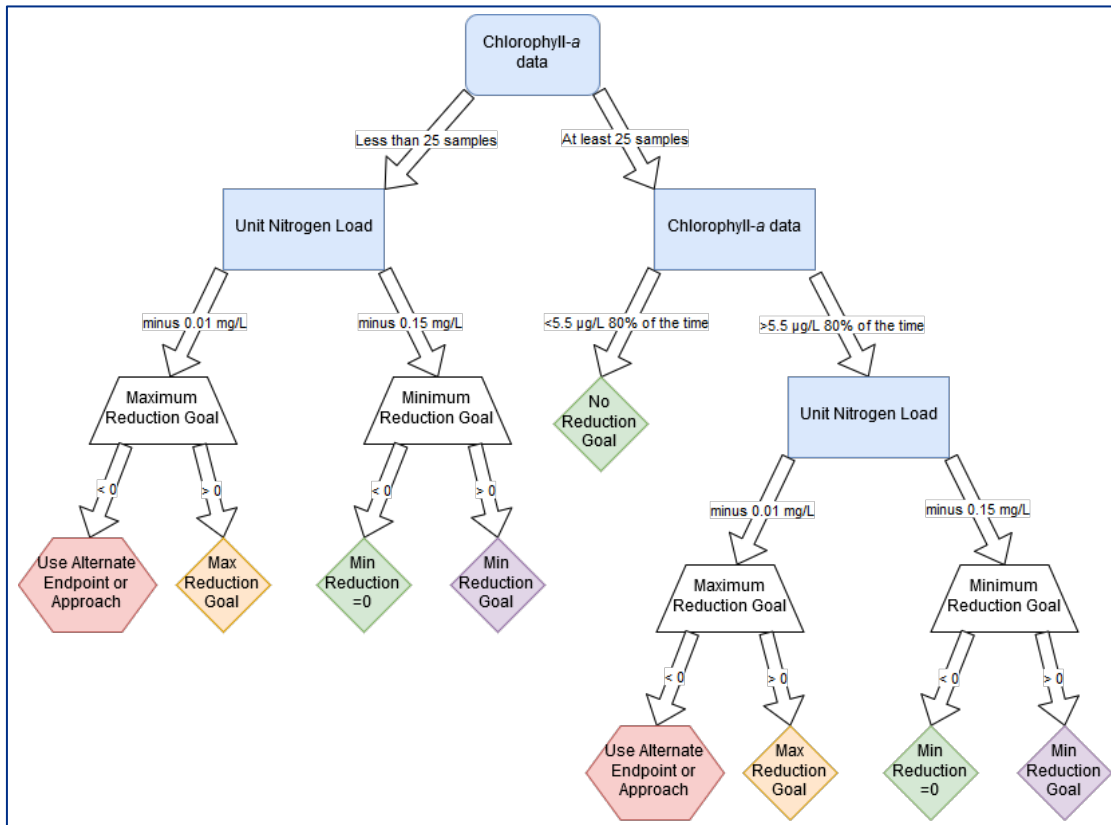 Chlorophyll-a
data
Less than 25 samples
At least 25 samples
Unit Nitrogen Load
Chlorophyll-a data
minus 0.01 mg/L
minus 0.15 mg/L
<5.5 µg/L 80% of the time
>5.5 µg/L 80% of the time
Maximum
Reduction Goal
Minimum
Reduction Goal
No
Reduction
Goal
Unit Nitrogen Load
< 0
> 0
< 0
> 0
minus 0.01 mg/L
minus 0.15 mg/L
Use Alternate
Endpoint or
Approach
Max
Reduction
Goal
Min
Reduction
=0
Min
Reduction
Goal
Maximum
Reduction Goal
Minimum
Reduction Goal
< 0
> 0
< 0
> 0
Use Alternate
Endpoint or
Approach
Max
Reduction
Goal
Min
Reduction
=0
Min
Reduction
Goal